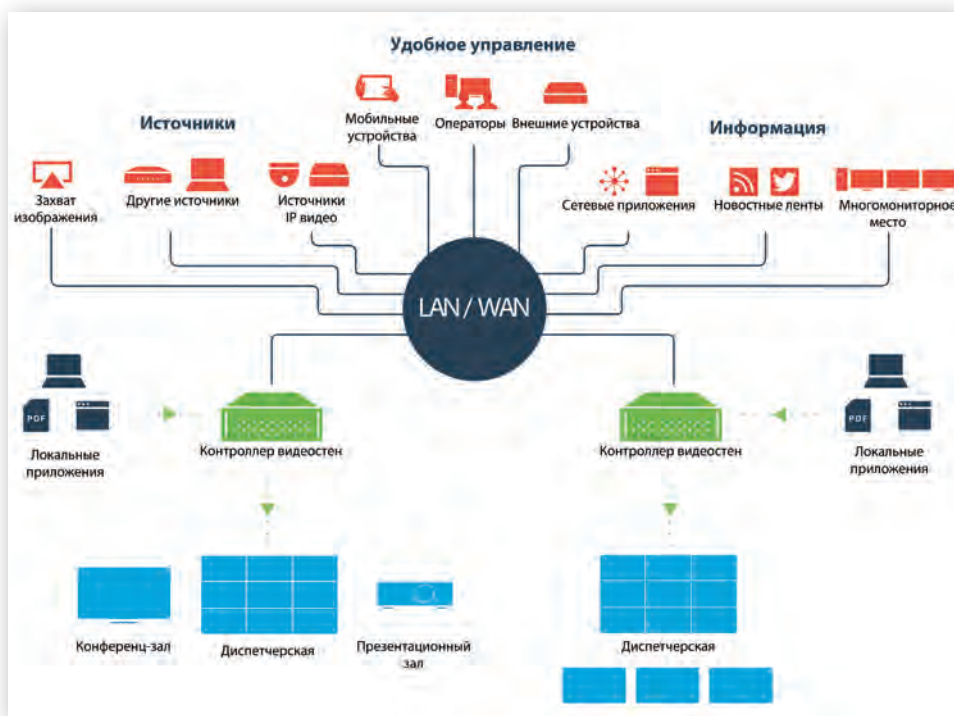 Удобное управление
Мобильные
устройства
Операторы
Внешние устройства
Источники
Захват
изображения
Другие источники
Источники
IP видео
Информация
Сетевые приложения
Новостные ленты
Многомониторное
место
LAN / WAN
PDF
Локальные
приложения
Контроллер видеостен
Контроллер видеостен
PDF
Локальные
приложения
Конференц-зал
Диспетчерская
Презентационный
зал
Диспетчерская